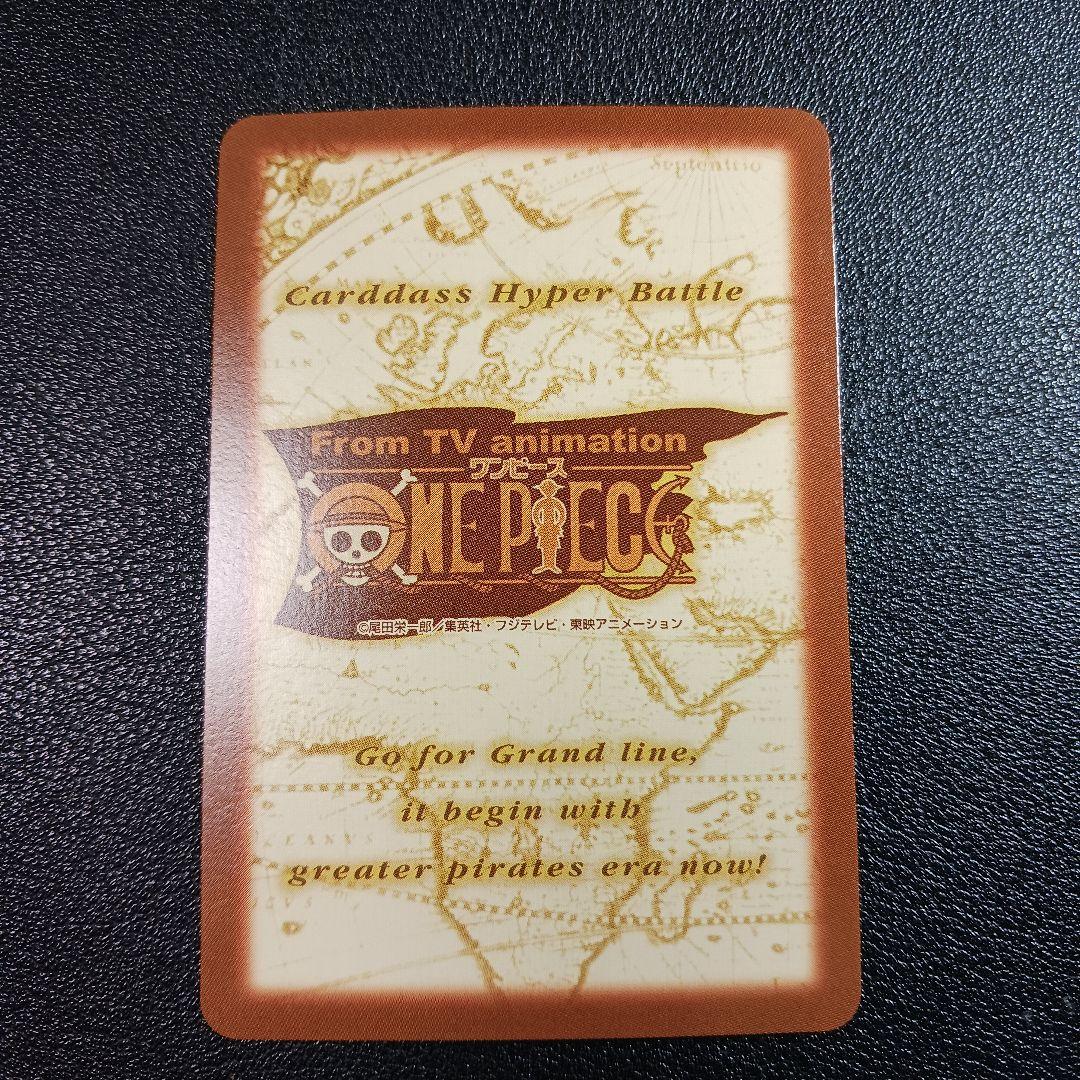 Septentrio
Carddass Hyper Battle
From TV animation
ワンピース
ONE PIECE
©尾田栄一郎／集英社・フジテレビ・東映アニメーション
Go for Grand line,
it begin with
greater pirates era now!